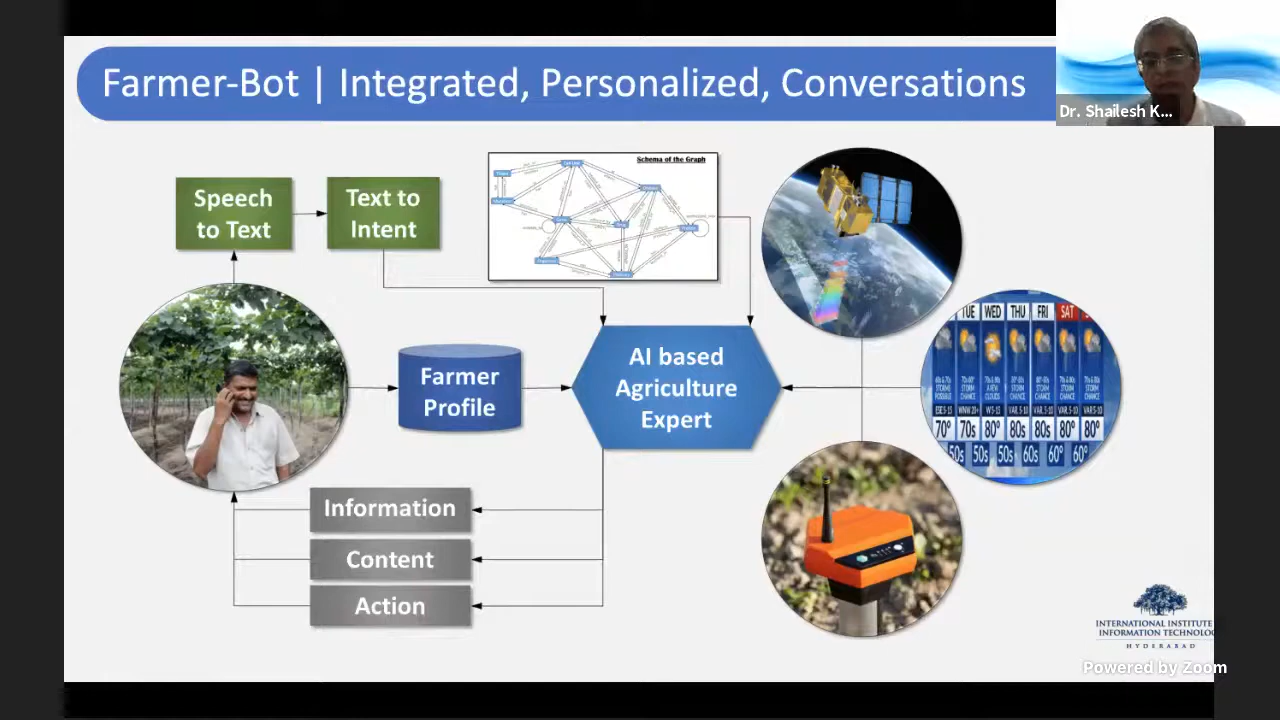 Farmer-Bot | Integrated, Personalized, Conversations
Dr. Shailesh K...
Speech
to Text
Text to
Intent
Schema of the Graph
Farmer
Profile
AI based
Agriculture
Expert
TUE WED THU FRI SAT
70° 70s 80° 80s 80s 80°
50s 50s 50s 60s 60° 60°
Information
Content
Action
INTERNATIONAL INSTITUTE
INFORMATION
HYDERABAD
Powered by Zoom